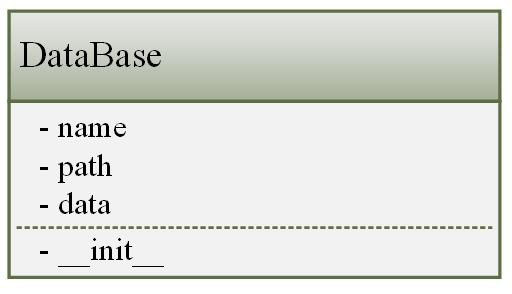 DataBase
- name
- path
- data
- __init__